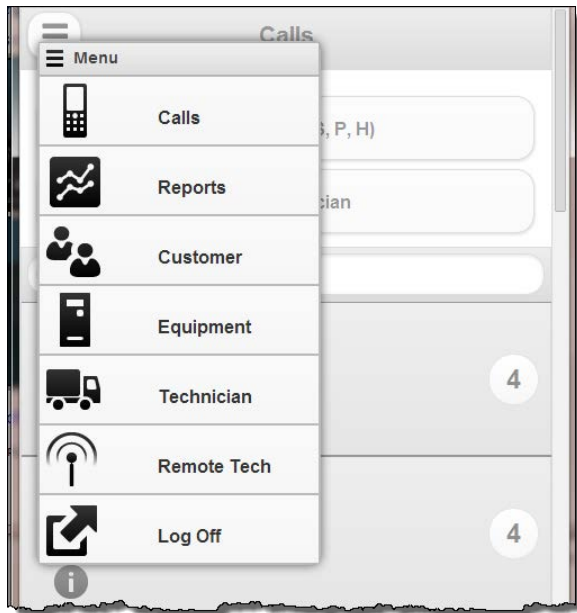 Calls
Menu
Calls
, P, H)
Reports
cian
Customer
Equipment
Technician
4
Remote Tech
Log Off
4
i